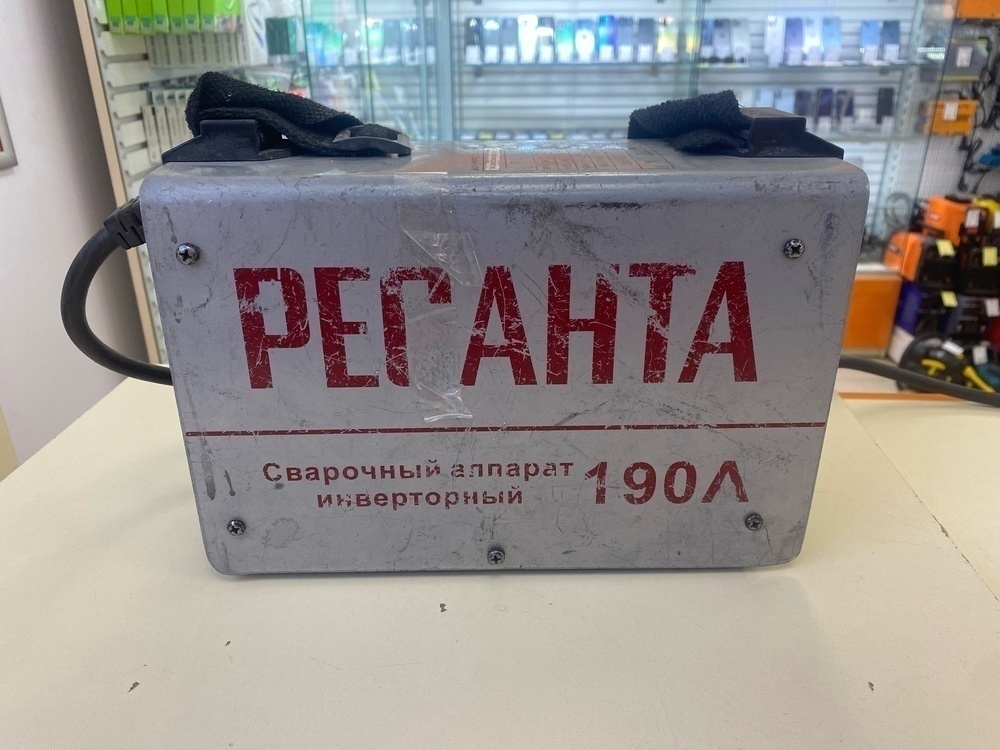 РЕСАНТА
Сварочный аппарат
инверторный
190А